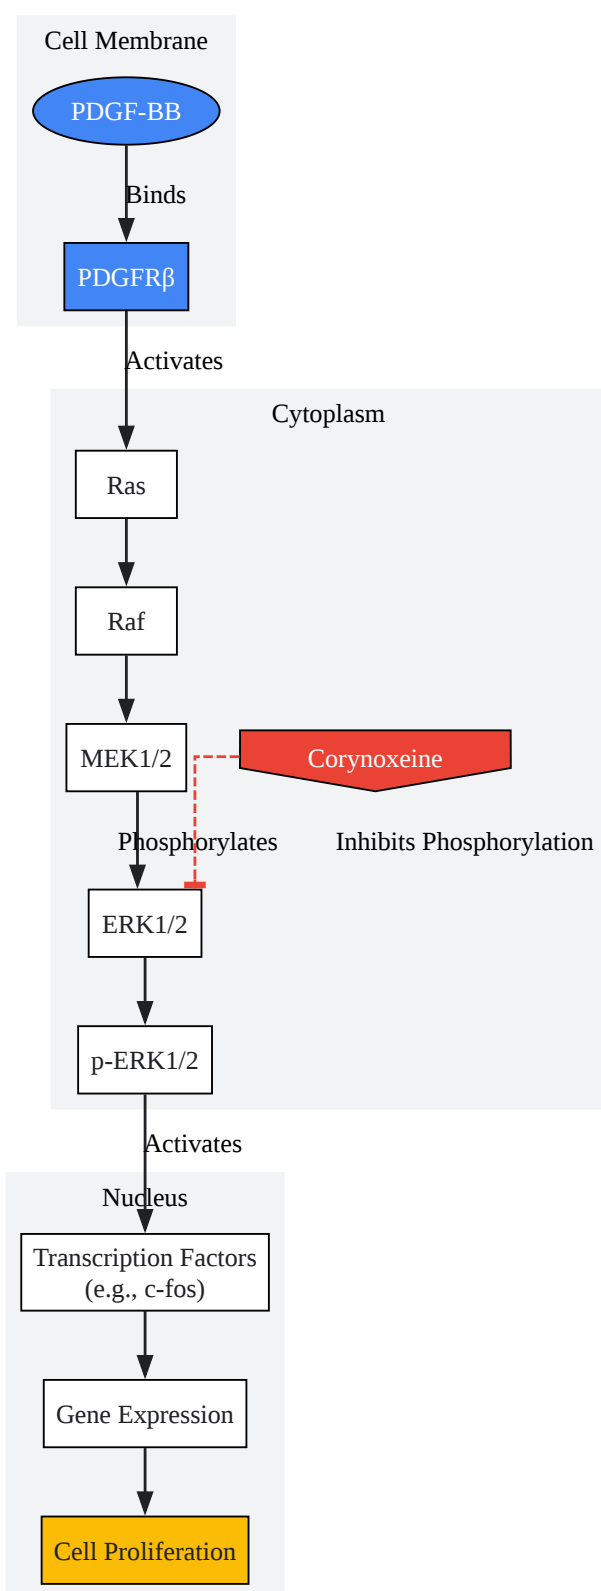 Cell Membrane
PDGF-BB
Binds
PDGFRβ
Activates
Cytoplasm
Ras
Raf
MEK1/2
Corynoxeine
Phosphorylates
Inhibits Phosphorylation
ERK1/2
p-ERK1/2
Activates
Nucleus
Transcription Factors
(e.g., c-fos)
Gene Expression
Cell Proliferation